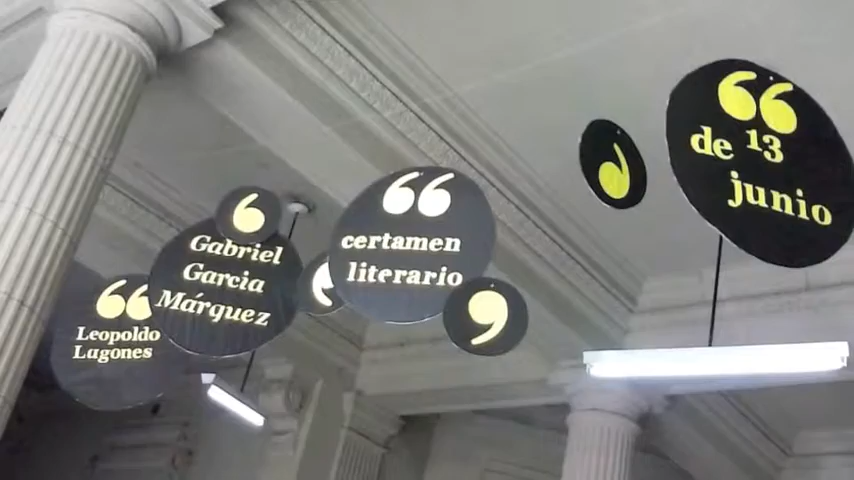 Leopoldo
Lugones
Gabriel
Garcia
Márquez
certamen
literario
de 13
junio